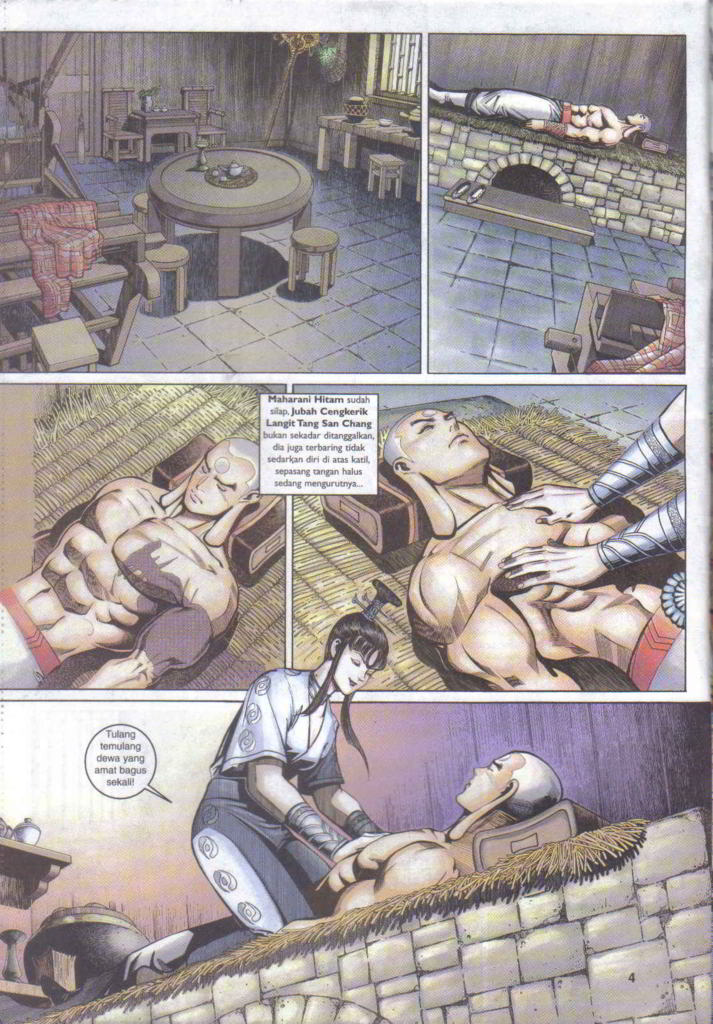 Maharani Hitam sudah
silap, Jubah Cengkerik
Langit Tang San Chang
bukan sekadar ditanggalkan,
dia juga terbaring tidak
sedarkan diri di atas katil,
sepasang tangan halus
sedang mengurutnya...
Tulang
temulang
dewa yang
amat bagus
sekali!
4